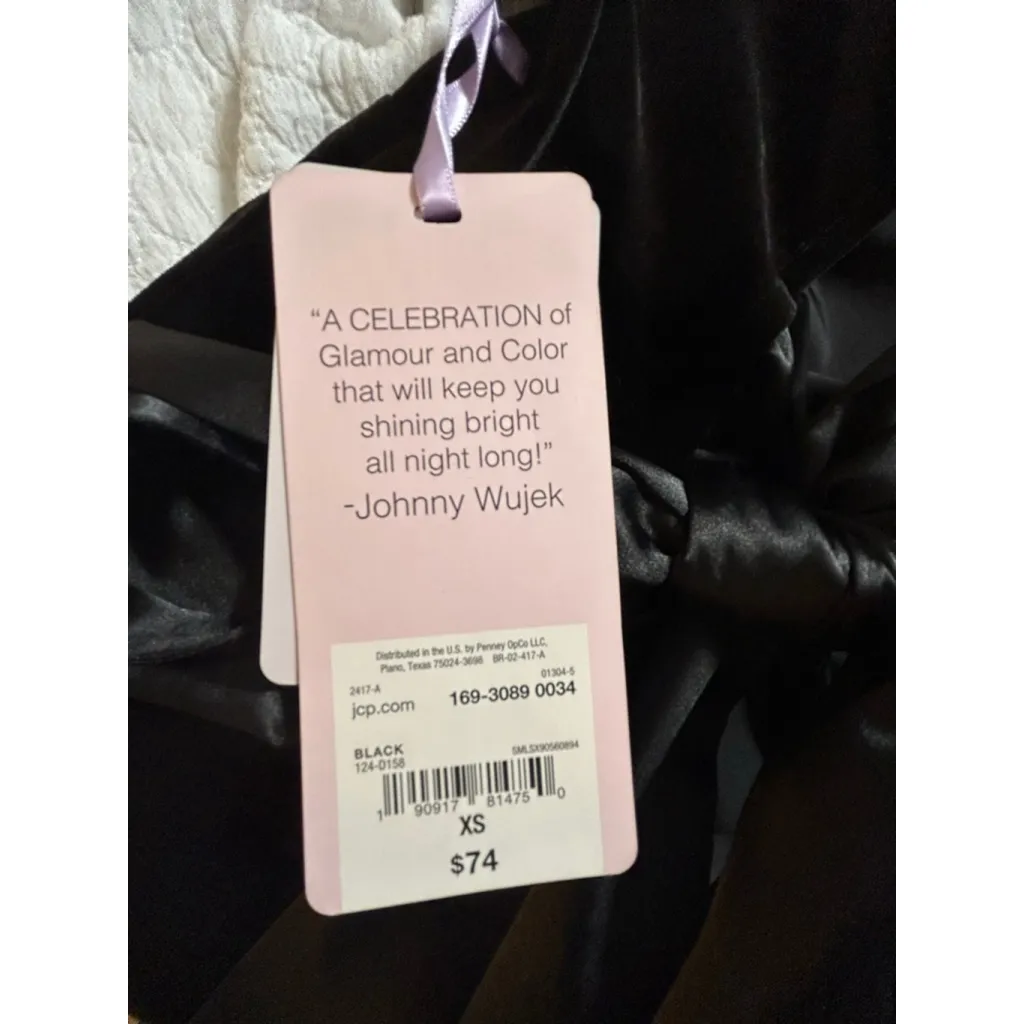 “A CELEBRATION of
Glamour and Color
that will keep you
shining bright
all night long!”
-Johnny Wujek
Distributed in the U.S. by Penney OpCo LLC,
Plano, Texas 75024-3698 BR-02-417-A
2417-A 01304-5
jcp.com 169-3089 0034
BLACK SMLSX90560894
124-0158
1 90917 81475 0
XS
$74